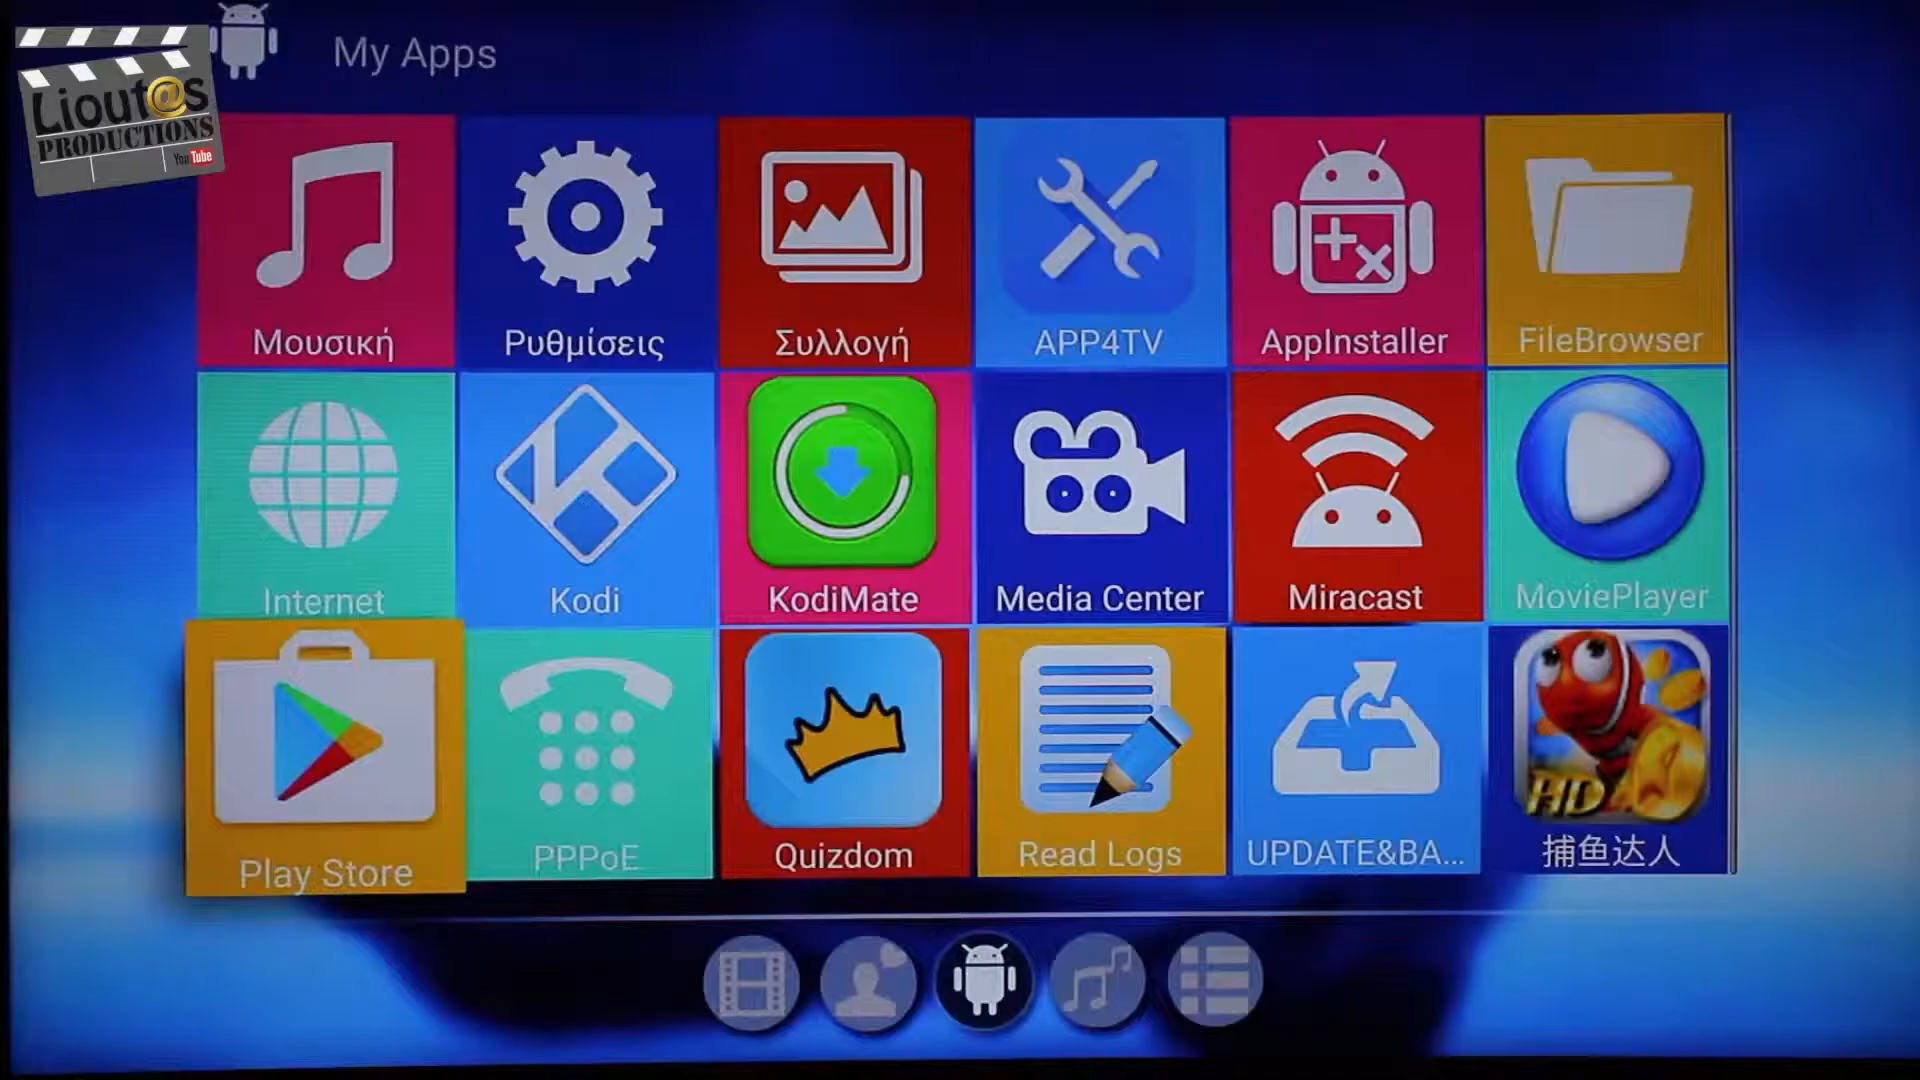 My Apps
Liout@s
PRODUCTIONS
YouTube
Μουσική
Ρυθμίσεις
Συλλογή
APP4TV
AppInstaller
FileBrowser
Internet
Kodi
KodiMate
Media Center
Miracast
MoviePlayer
Play Store
PPPoE
Quizdom
Read Logs
UPDATE&BA...
HD
捕鱼达人